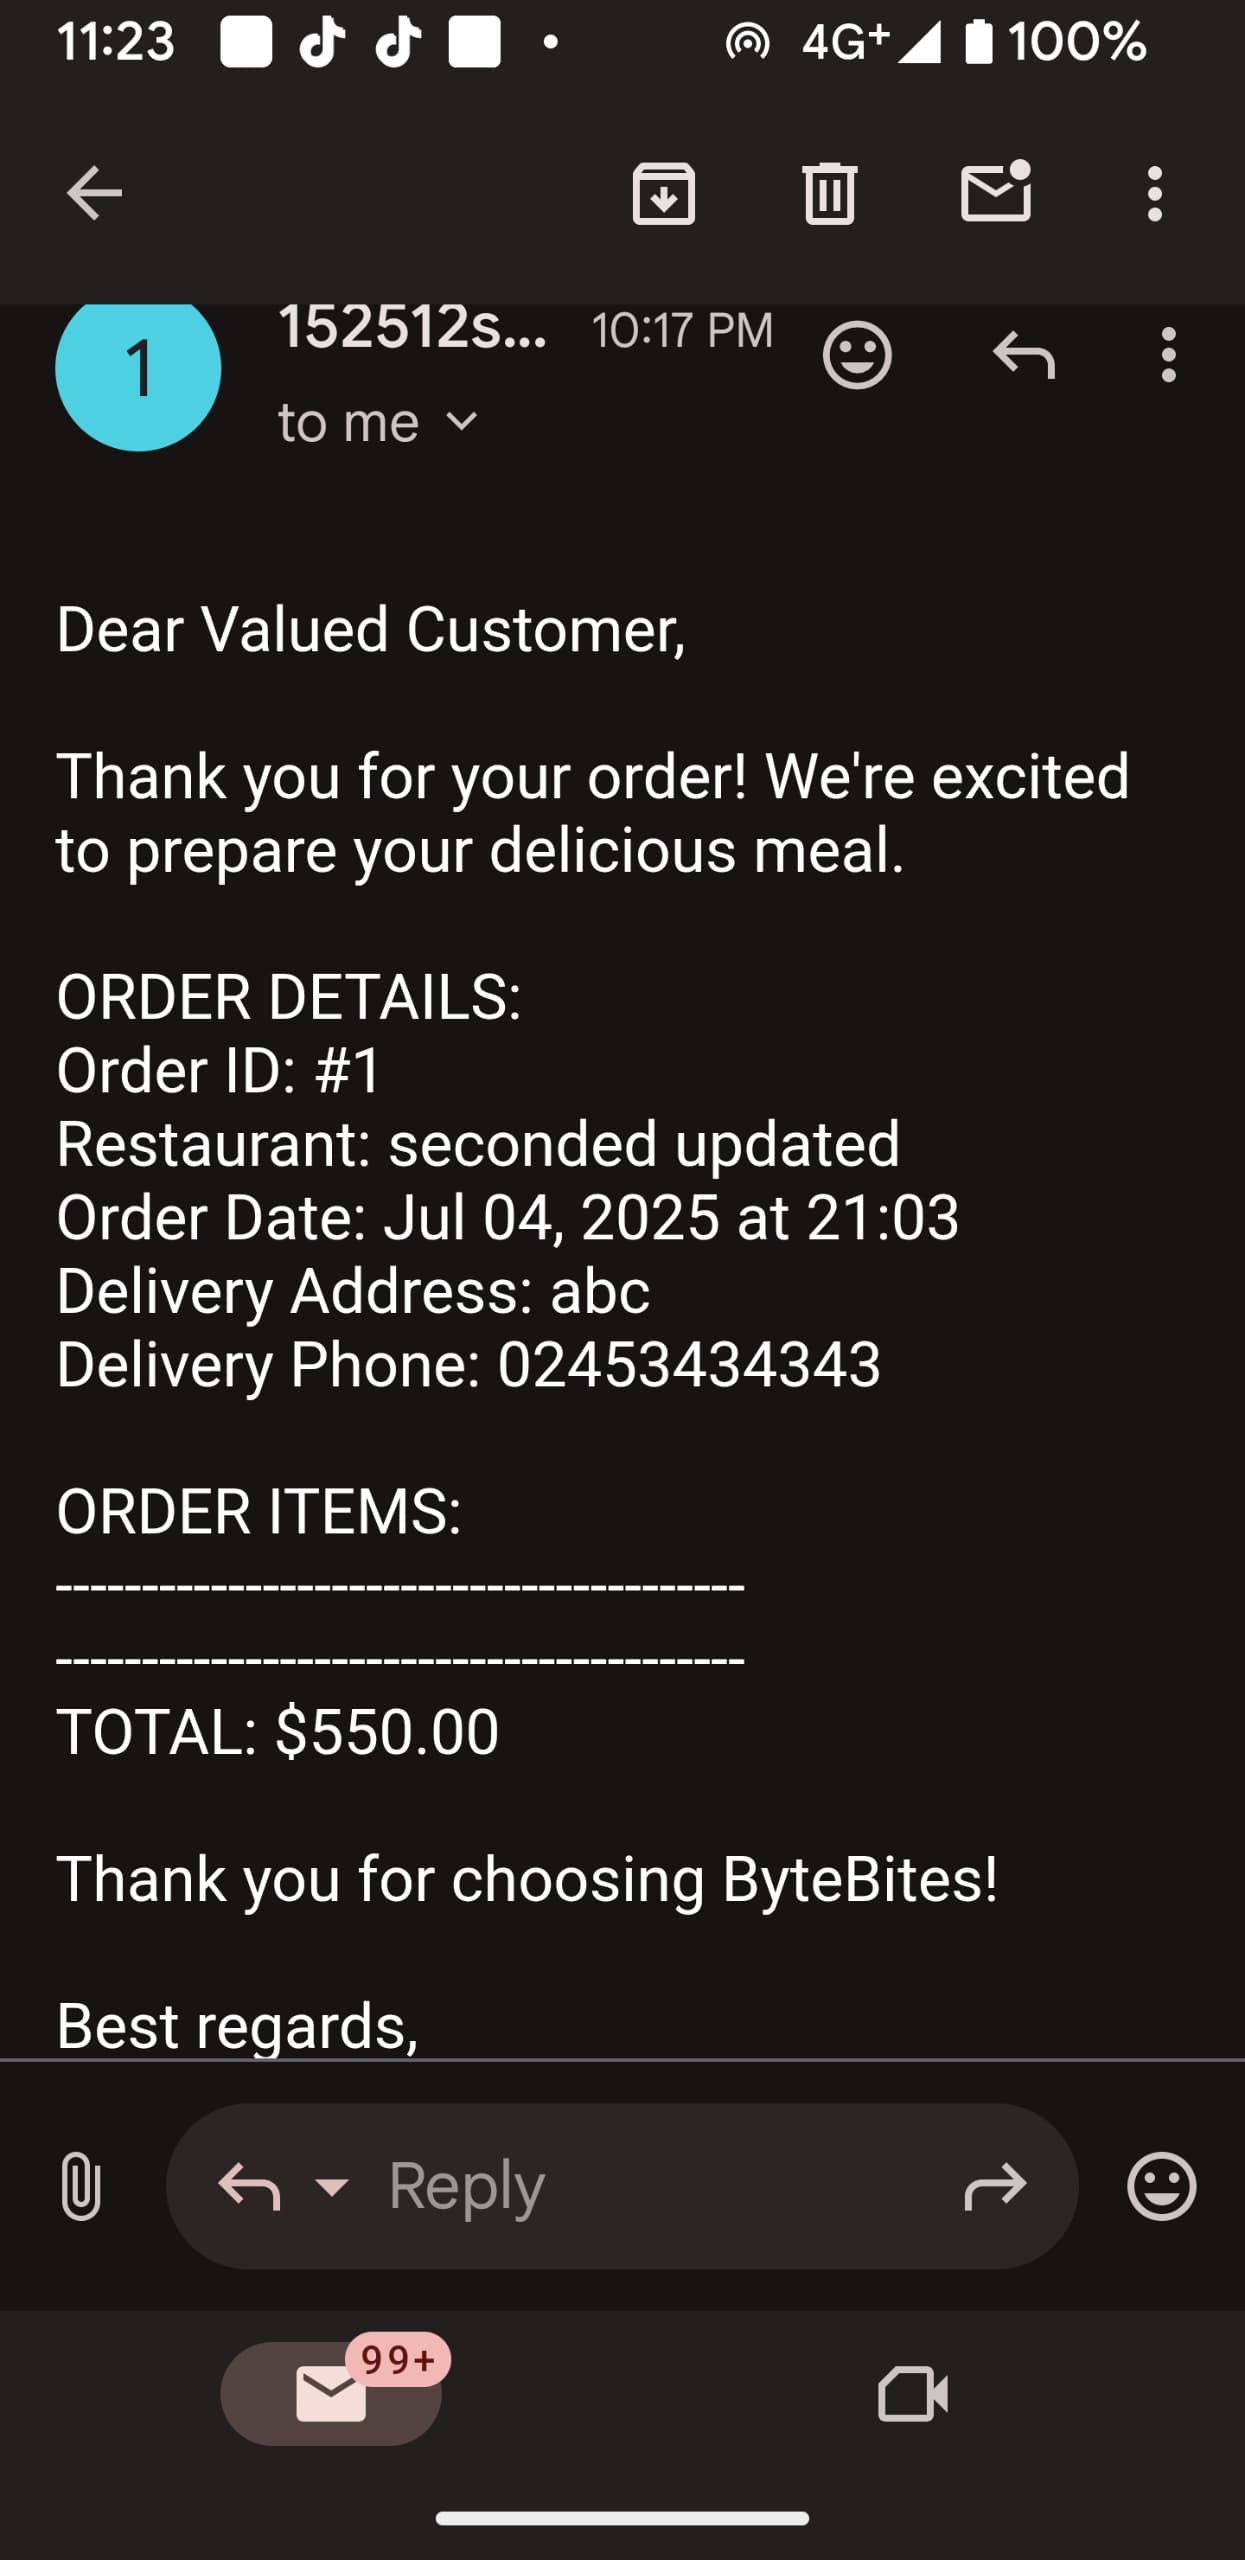 11:23
4G+ 100%
1
152512s... 10:17 PM
to me
Dear Valued Customer,
Thank you for your order! We're excited
to prepare your delicious meal.
ORDER DETAILS:
Order ID: #1
Restaurant: seconded updated
Order Date: Jul 04, 2025 at 21:03
Delivery Address: abc
Delivery Phone: 02453434343
ORDER ITEMS:
----------------------------------------
----------------------------------------
TOTAL: $550.00
Thank you for choosing ByteBites!
Best regards,
Reply
99+